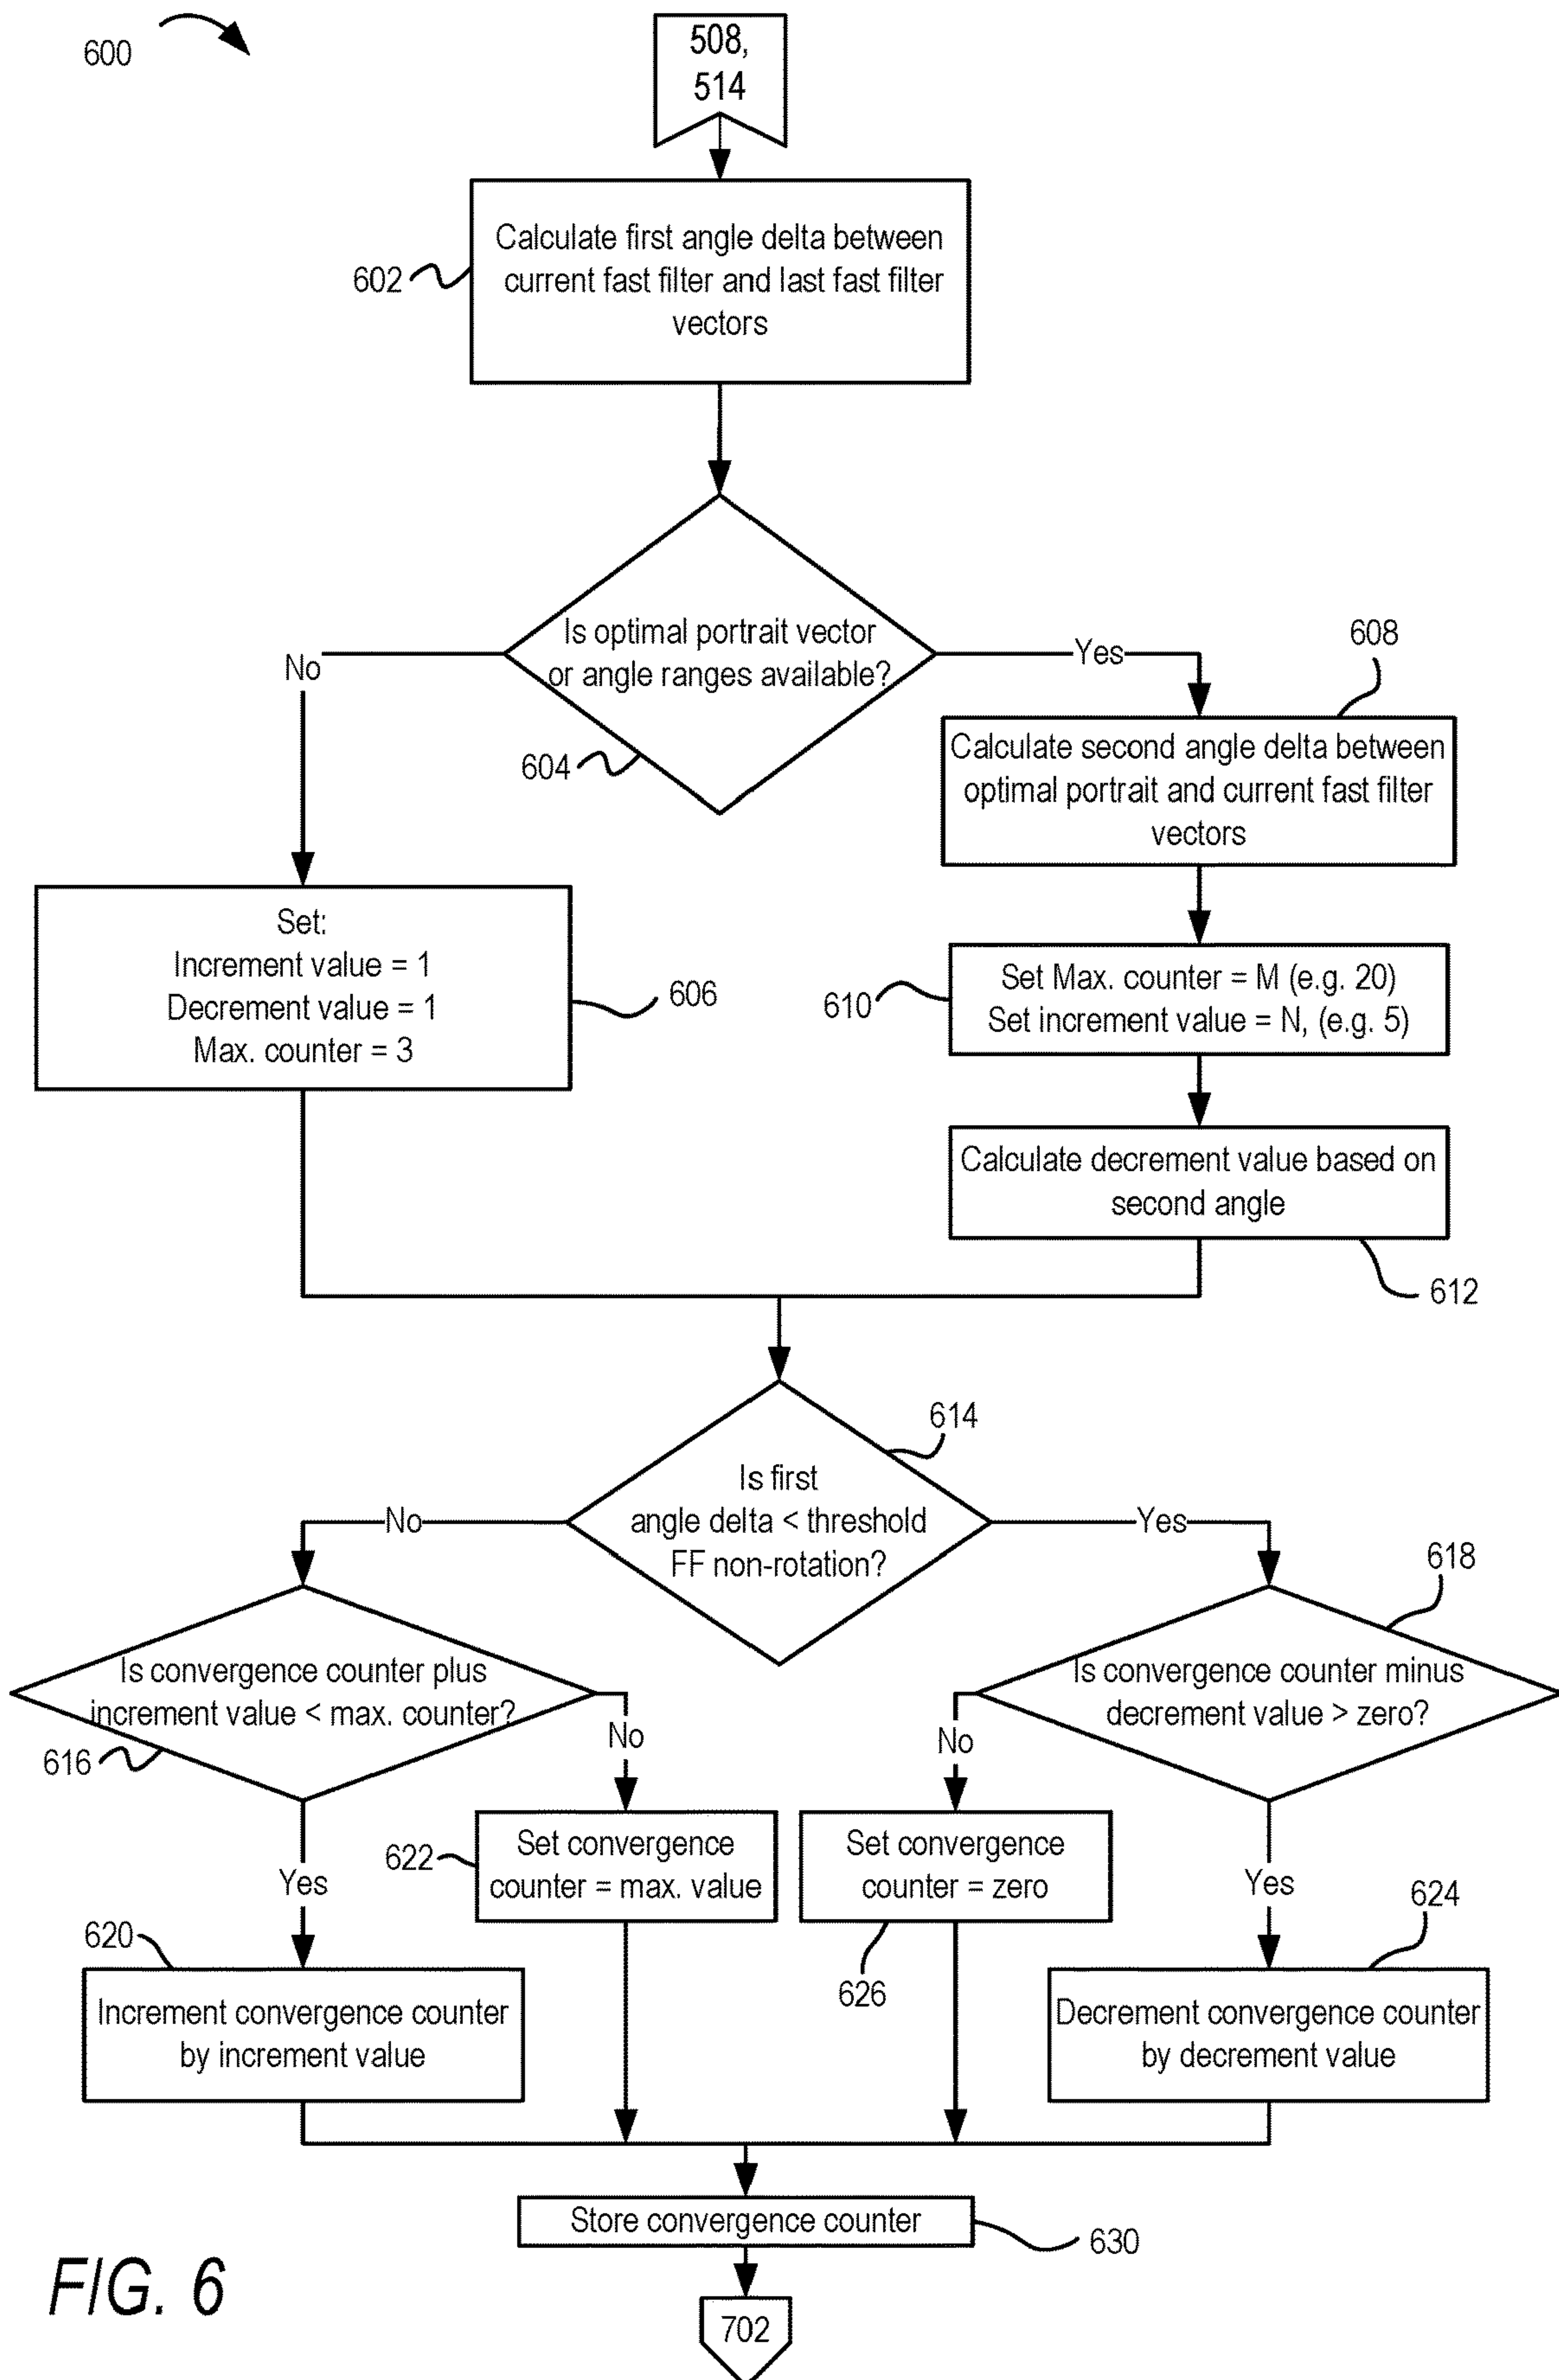 600
508,
514
Calculate first angle delta between
current fast filter and last fast filter
vectors
602
Is optimal portrait vector
or angle ranges available?
No
Yes
604
608
Calculate second angle delta between
optimal portrait and current fast filter
vectors
Set:
Increment value = 1
Decrement value = 1
Max. counter = 3
606
610
Set Max. counter = M (e.g. 20)
Set increment value = N, (e.g. 5)
Calculate decrement value based on
second angle
612
614
Is first
angle delta < threshold
FF non-rotation?
No
Yes
618
Is convergence counter plus
increment value < max. counter?
616
Is convergence counter minus
decrement value > zero?
No
No
Yes
622
Set convergence
counter = max. value
Set convergence
counter = zero
626
Yes
624
620
Increment convergence counter
by increment value
Decrement convergence counter
by decrement value
Store convergence counter
630
702
FIG. 6